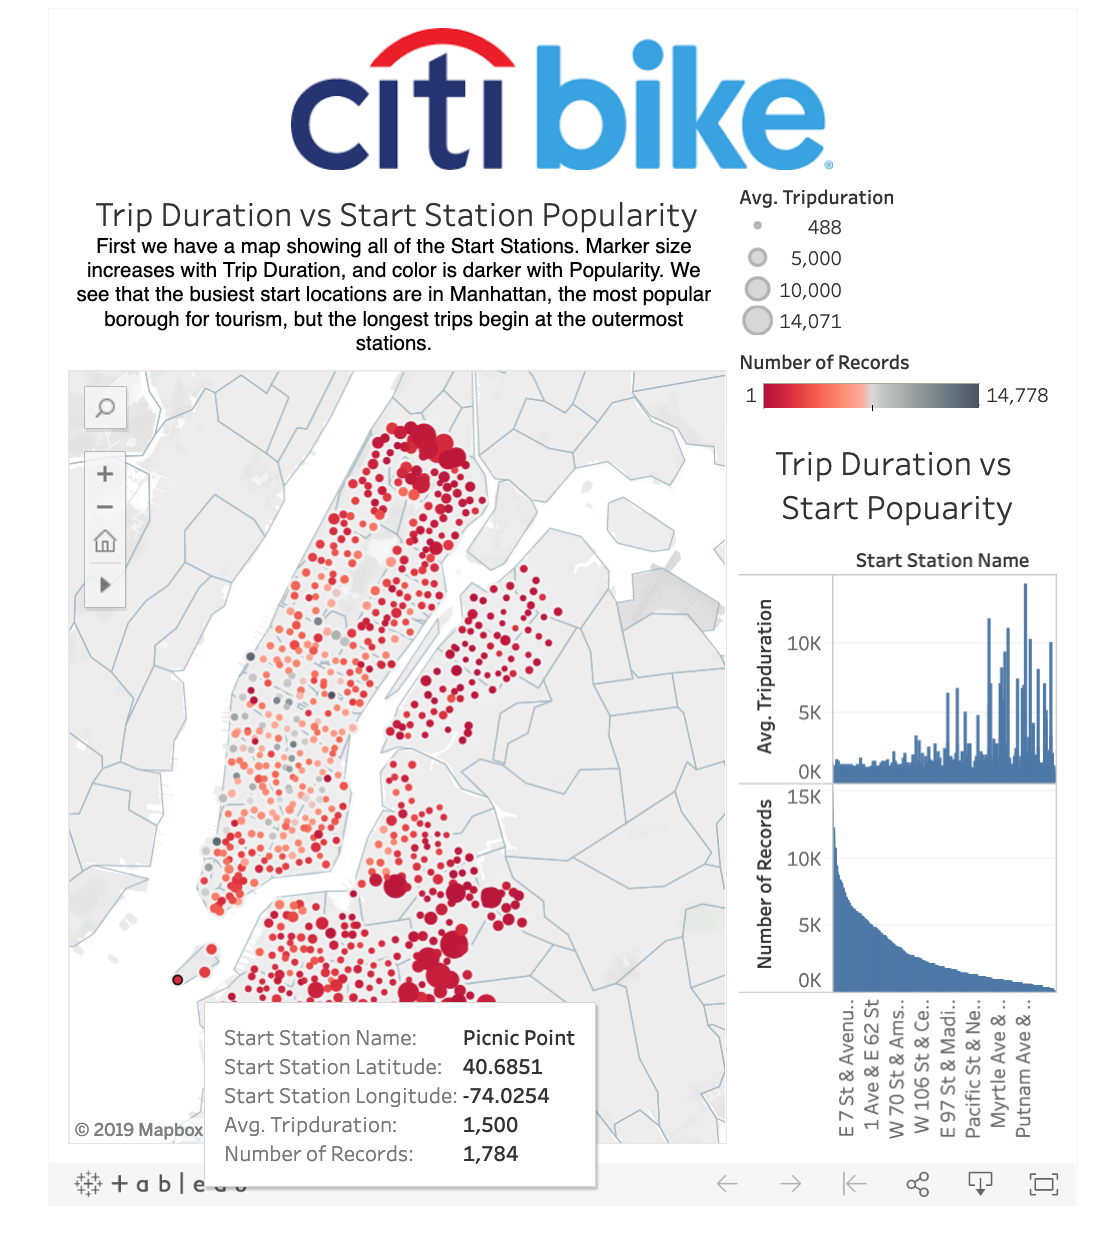 citi bike
Trip Duration vs Start Station Popularity
First we have a map showing all of the Start Stations. Marker size
increases with Trip Duration, and color is darker with Popularity. We
see that the busiest start locations are in Manhattan, the most popular
borough for tourism, but the longest trips begin at the outermost
stations.
Avg. Tripduration
488
5,000
10,000
14,071
Number of Records
1 14,778
Trip Duration vs
Start Popuarity
Start Station Name
Avg. Tripduration
10K
5K
0K
Number of Records
15K
10K
5K
0K
E 7 St & Avenu..
1 Ave & E 62 St
W 70 St & Ams..
W 106 St & Ce..
E 97 St & Madi..
Pacific St & Ne..
Myrtle Ave & ..
Putnam Ave & ..
Start Station Name: Picnic Point
Start Station Latitude: 40.6851
Start Station Longitude: -74.0254
Avg. Tripduration: 1,500
Number of Records: 1,784
© 2019 Mapbox
+ a b | e a u